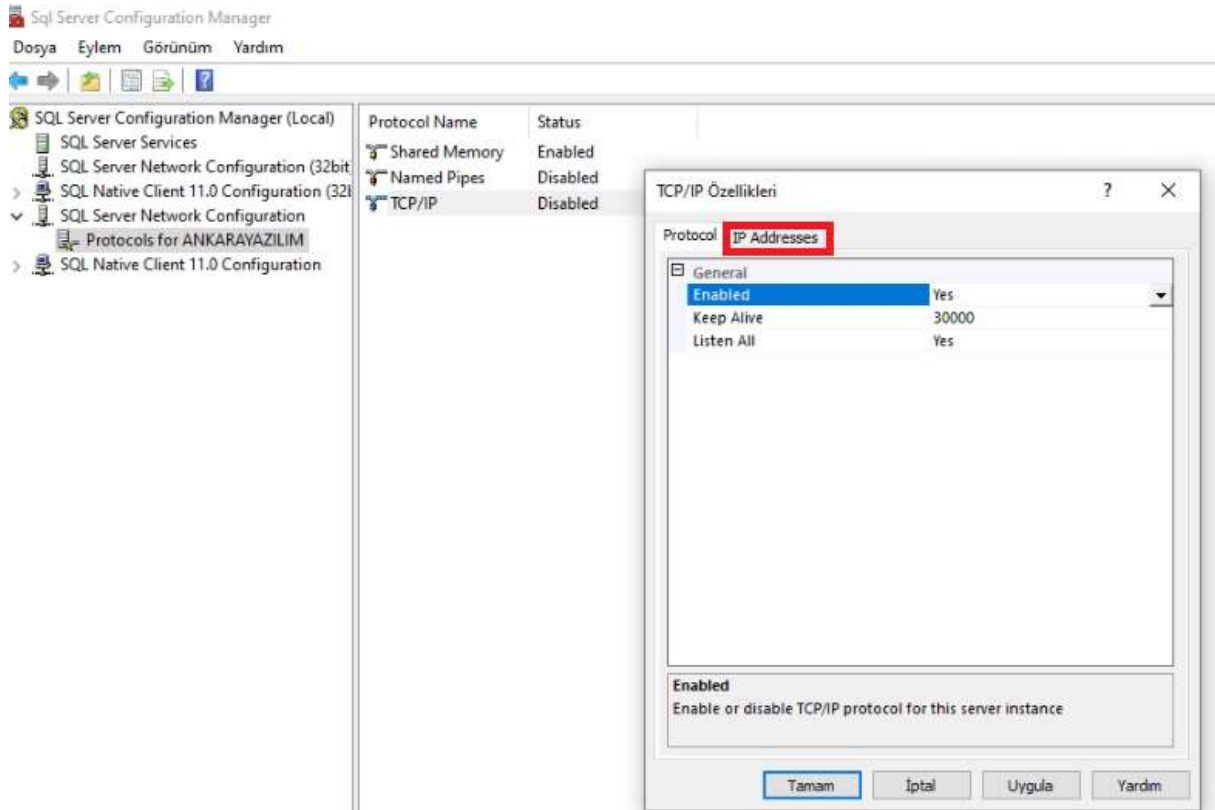 Sql Server Configuration Manager
Dosya Eylem Görünüm Yardım
SQL Server Configuration Manager (Local)
SQL Server Services
SQL Server Network Configuration (32bit
SQL Native Client 11.0 Configuration (32l
SQL Server Network Configuration
Protocols for ANKARAYAZILIM
SQL Native Client 11.0 Configuration
Protocol Name Status
Shared Memory Enabled
Named Pipes Disabled
TCP/IP Disabled
TCP/IP Özellikleri ? ×
Protocol IP Addresses
General
Enabled Yes
Keep Alive 30000
Listen All Yes
Enabled
Enable or disable TCP/IP protocol for this server instance
Tamam İptal Uygula Yardım